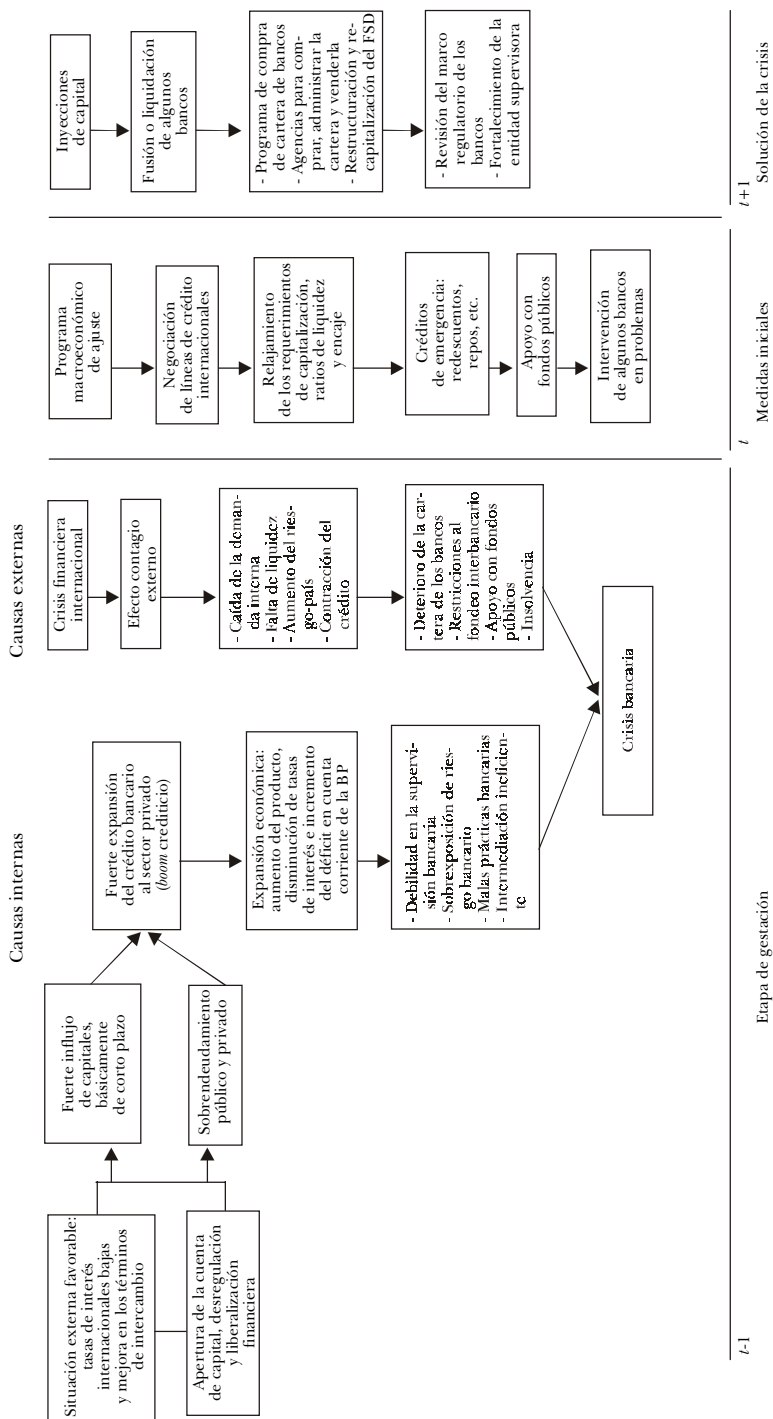 Causas internas
Causas externas
Situación externa favorable:
tasas de interés
internacionales bajas
y mejora en los términos
de intercambio
Apertura de la cuenta
de capital, desregulación
y liberalización
financiera
Fuerte influjo
de capitales,
básicamente
de corto plazo
Sobrendeudamiento
público y privado
Fuerte expansión
del crédito bancario
al sector privado
(boom crediticio)
Expansión económica:
aumento del producto,
disminución de tasas
de interés e incremento
del déficit en cuenta
corriente de la BP
- Debilidad en la supervi-
sión bancaria
- Sobrexposición de ries-
go bancario
- Malas prácticas bancarias
- Intermediación ineficien-
te
Crisis financiera
internacional
Efecto contagio
externo
- Caída de la deman-
da interna
- Falta de liquidez
- Aumento del ries-
go-país
- Contracción del
crédito
- Deterioro de la car-
tera de los bancos
- Restricciones al
fondeo interbancario
- Apoyo con fondos
públicos
- Insolvencia
Crisis bancaria
t-1
Etapa de gestación
Programa
macroeconómico
de ajuste
Negociación
de líneas de crédito
internacionales
Relajamiento
de los requerimientos
de capitalización,
ratios de liquidez
y encaje
Créditos
de emergencia:
redescuentos,
repos, etc.
Apoyo con
fondos públicos
Intervención
de algunos bancos
en problemas
t
Medidas iniciales
Inyecciones
de capital
Fusión o liquidación
de algunos
bancos
- Programa de compra
de cartera de bancos
- Agencias para com-
prar, administrar la
cartera y venderla
- Restructuración y re-
capitalización del FSD
- Revisión del marco
regulatorio de los
bancos
- Fortalecimiento de la
entidad supervisora
t+1
Solución de la crisis